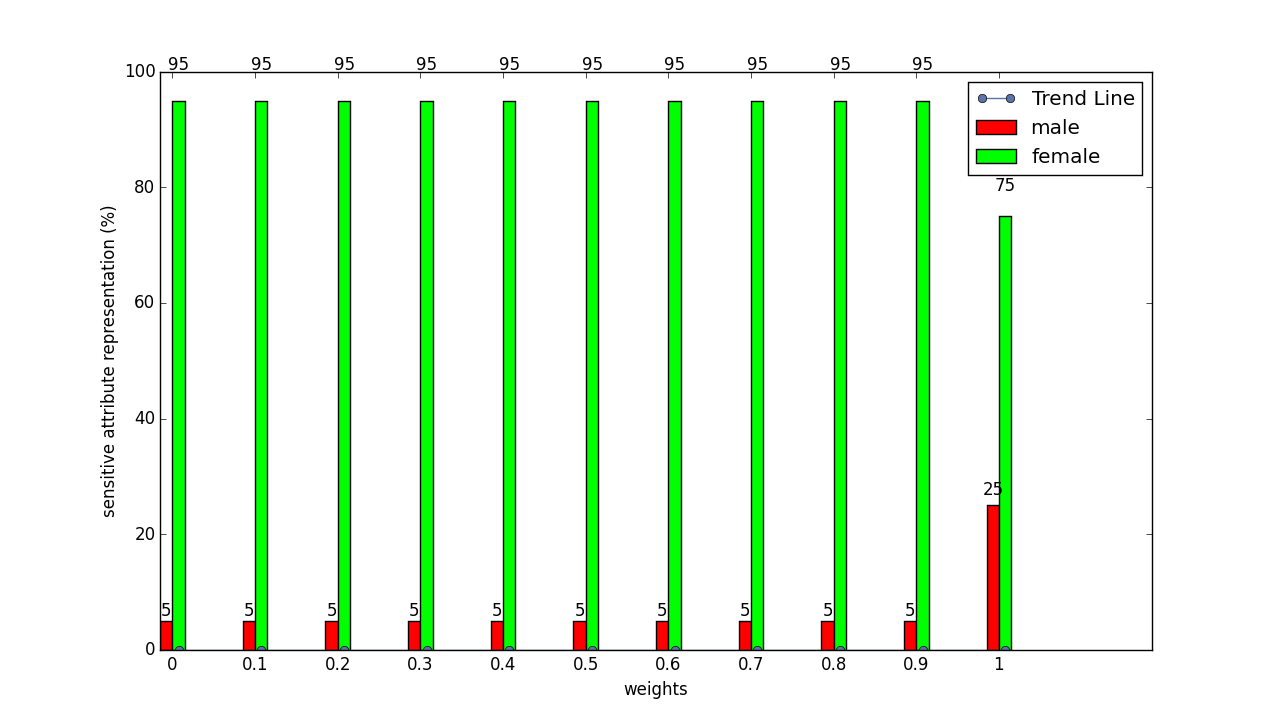 95 95 95 95 95 95 95 95 95 95
100
Trend Line
male
female
80
75
sensitive attribute representation (%)
60
40
25
20
5 5 5 5 5 5 5 5 5 5
0
0 0.1 0.2 0.3 0.4 0.5 0.6 0.7 0.8 0.9 1
weights